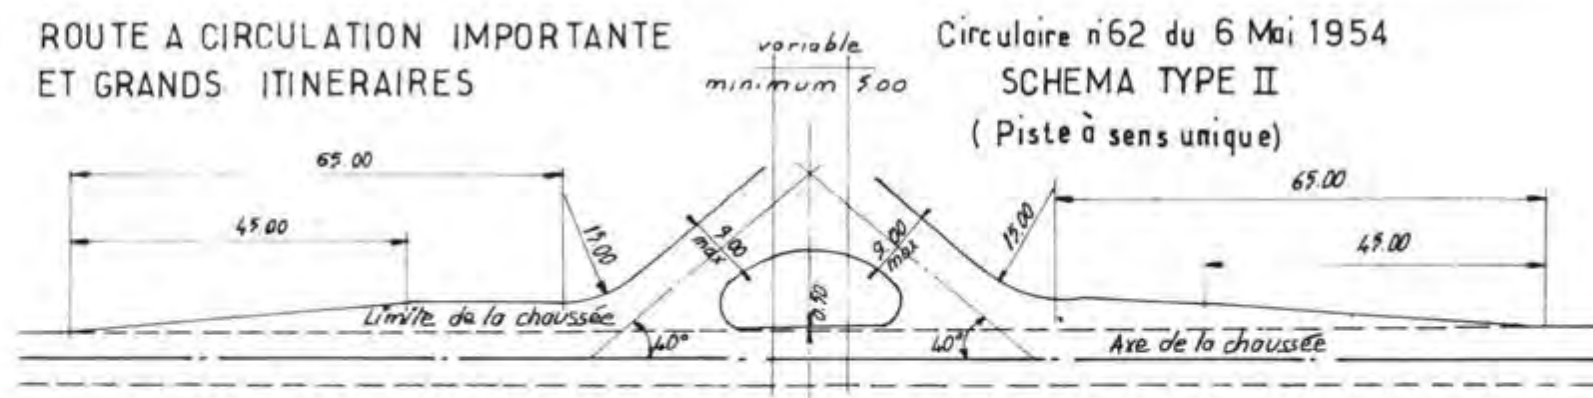 ROUTE A CIRCULATION IMPORTANTE
ET GRANDS ITINERAIRES
variable
minimum 5.00
Circulaire n°62 du 6 Mai 1954
SCHEMA TYPE II
( Piste à sens unique)
65.00
45.00
15.00
9.00
max
9.00
max
15.00
65.00
45.00
Limite de la chaussée
40°
0.50
40°
Axe de la chaussée